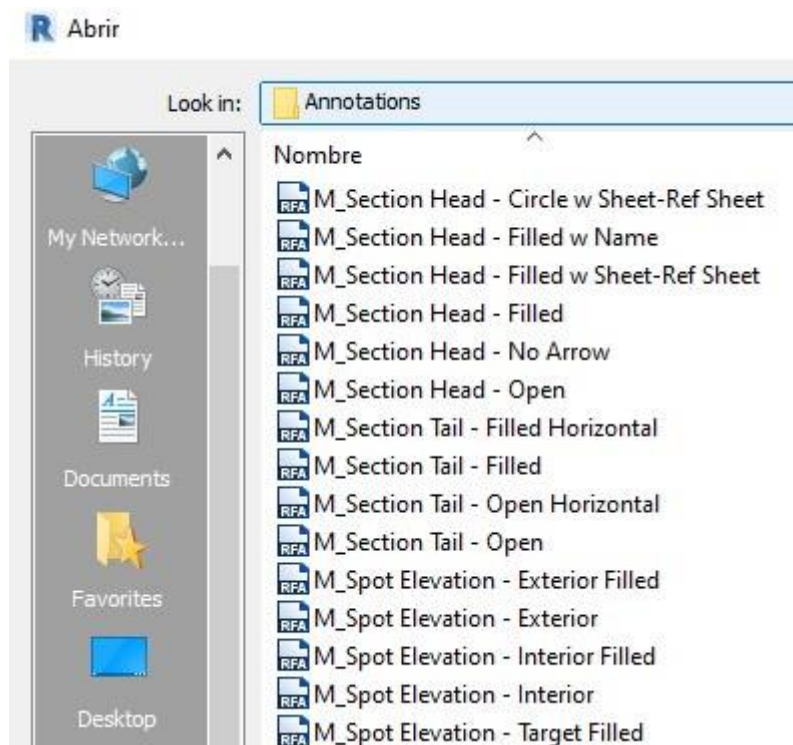 Abrir
Look in:
Annotations
Nombre
My Network...
History
Documents
Favorites
Desktop
M_Section Head - Circle w Sheet-Ref Sheet
M_Section Head - Filled w Name
M_Section Head - Filled w Sheet-Ref Sheet
M_Section Head - Filled
M_Section Head - No Arrow
M_Section Head - Open
M_Section Tail - Filled Horizontal
M_Section Tail - Filled
M_Section Tail - Open Horizontal
M_Section Tail - Open
M_Spot Elevation - Exterior Filled
M_Spot Elevation - Exterior
M_Spot Elevation - Interior Filled
M_Spot Elevation - Interior
M_Spot Elevation - Target Filled